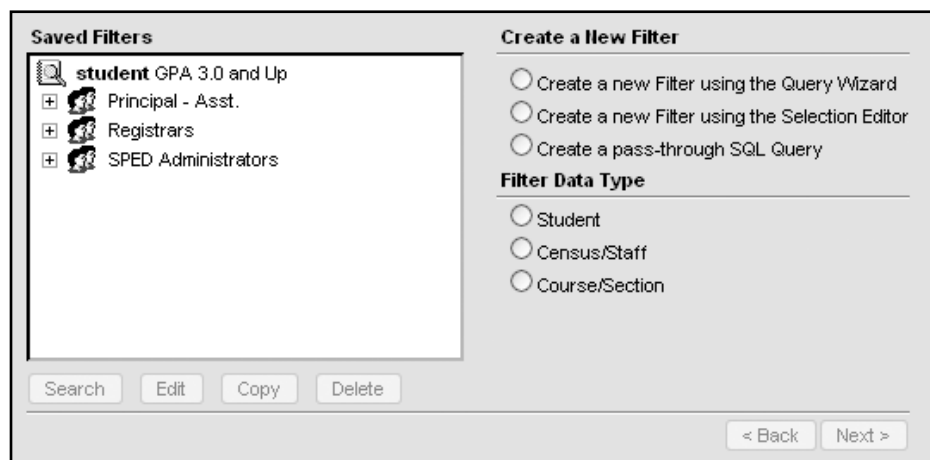 Saved Filters
student GPA 3.0 and Up
Principal - Asst.
Registrars
SPED Administrators
Search Edit Copy Delete
Create a New Filter
Create a new Filter using the Query Wizard
Create a new Filter using the Selection Editor
Create a pass-through SQL Query
Filter Data Type
Student
Census/Staff
Course/Section
< Back Next >